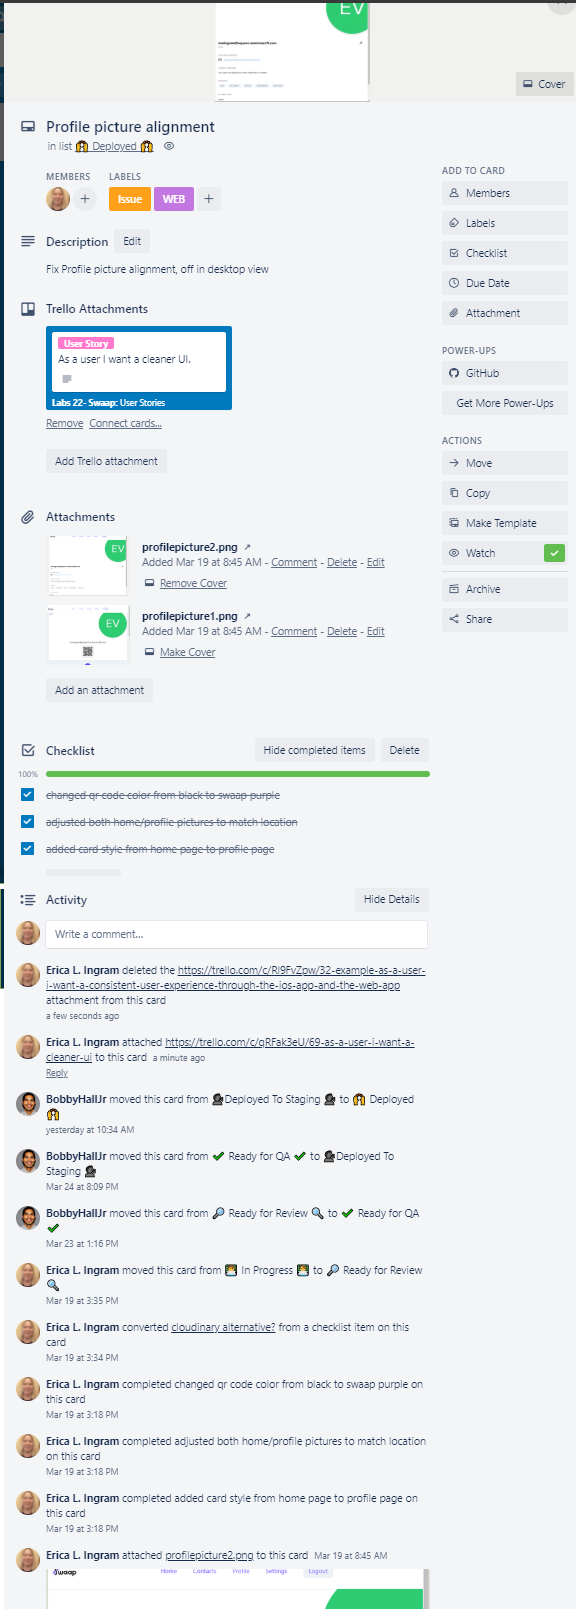 EV
Cover
Profile picture alignment
in list Deployed
MEMBERS
LABELS
+
Issue
WEB
+
Description
Edit
Fix Profile picture alignment, off in desktop view
Trello Attachments
User Story
As a user I want a cleaner UI.
Labs 22- Swaap: User Stories
Remove Connect cards...
Add Trello attachment
Attachments
EV
profilepicture2.png ↗
Added Mar 19 at 8:45 AM - Comment - Delete - Edit
Remove Cover
EV
profilepicture1.png ↗
Added Mar 19 at 8:45 AM - Comment - Delete - Edit
Make Cover
Add an attachment
Checklist
Hide completed items
Delete
100%
changed qr code color from black to swaap purple
adjusted both home/profile pictures to match location
added card style from home page to profile page
Activity
Hide Details
Write a comment...
Erica L. Ingram deleted the https://trello.com/c/Rl9FvZpw/32-example-as-a-user-
i-want-a-consistent-user-experience-through-the-ios-app-and-the-web-app
attachment from this card
a few seconds ago
Erica L. Ingram attached https://trello.com/c/qRFak3eU/69-as-a-user-i-want-a-
cleaner-ui to this card a minute ago
Reply
BobbyHallJr moved this card from Deployed To Staging to Deployed
yesterday at 10:34 AM
BobbyHallJr moved this card from ✔ Ready for QA ✔ to Deployed To
Staging
Mar 24 at 8:09 PM
BobbyHallJr moved this card from 🔎 Ready for Review 🔍 to ✔ Ready for QA
✔
Mar 23 at 1:16 PM
Erica L. Ingram moved this card from In Progress to 🔎 Ready for Review
🔍
Mar 19 at 3:35 PM
Erica L. Ingram converted cloudinary alternative? from a checklist item on this
card
Mar 19 at 3:34 PM
Erica L. Ingram completed changed qr code color from black to swaap purple on
this card
Mar 19 at 3:18 PM
Erica L. Ingram completed adjusted both home/profile pictures to match location
on this card
Mar 19 at 3:18 PM
Erica L. Ingram completed added card style from home page to profile page on
this card
Mar 19 at 3:18 PM
Erica L. Ingram attached profilepicture2.png to this card Mar 19 at 8:45 AM
Swaap Home Contacts Profile Settings Logout
ADD TO CARD
Members
Labels
Checklist
Due Date
Attachment
POWER-UPS
GitHub
Get More Power-Ups
ACTIONS
Move
Copy
Make Template
Watch
Archive
Share